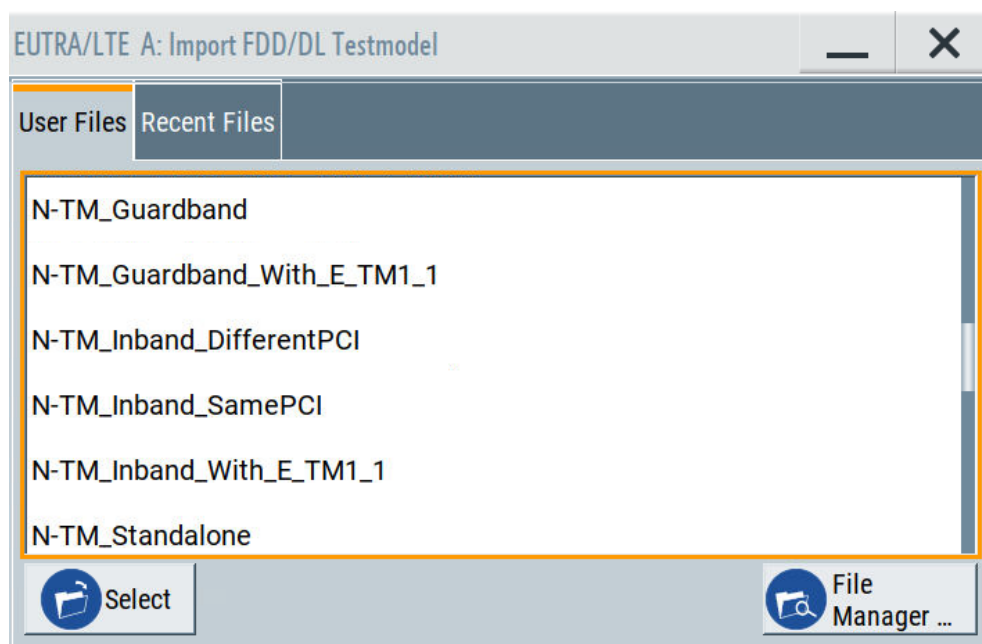 EUTRA/LTE A: Import FDD/DL Testmodel
User Files Recent Files
N-TM_Guardband
N-TM_Guardband_With_E_TM1_1
N-TM_Inband_DifferentPCI
N-TM_Inband_SamePCI
N-TM_Inband_With_E_TM1_1
N-TM_Standalone
Select
File
Manager ...